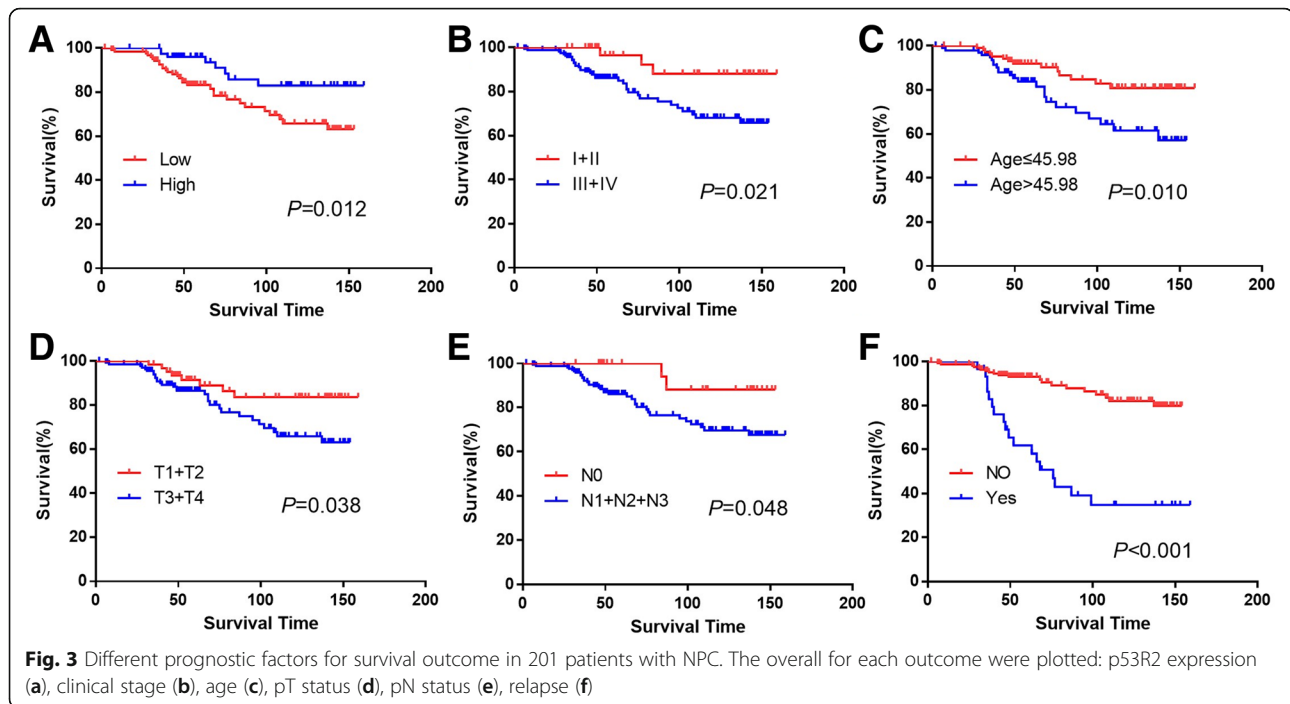 A
Survival(%)
100
80
60
40
20
0
Low
High
P=0.012
0 50 100 150 200
Survival Time
B
Survival(%)
100
80
60
40
20
0
I+II
III+IV
P=0.021
0 50 100 150 200
Survival Time
C
Survival(%)
100
80
60
40
20
0
Age≤45.98
Age>45.98
P=0.010
0 50 100 150 200
Survival Time
D
Survival(%)
100
80
60
40
20
0
T1+T2
T3+T4
P=0.038
0 50 100 150 200
Survival Time
E
Survival(%)
100
80
60
40
20
0
N0
N1+N2+N3
P=0.048
0 50 100 150 200
Survival Time
F
Survival(%)
100
80
60
40
20
0
NO
Yes
P<0.001
0 50 100 150 200
Survival Time
Fig. 3 Different prognostic factors for survival outcome in 201 patients with NPC. The overall for each outcome were plotted: p53R2 expression
(a), clinical stage (b), age (c), pT status (d), pN status (e), relapse (f)